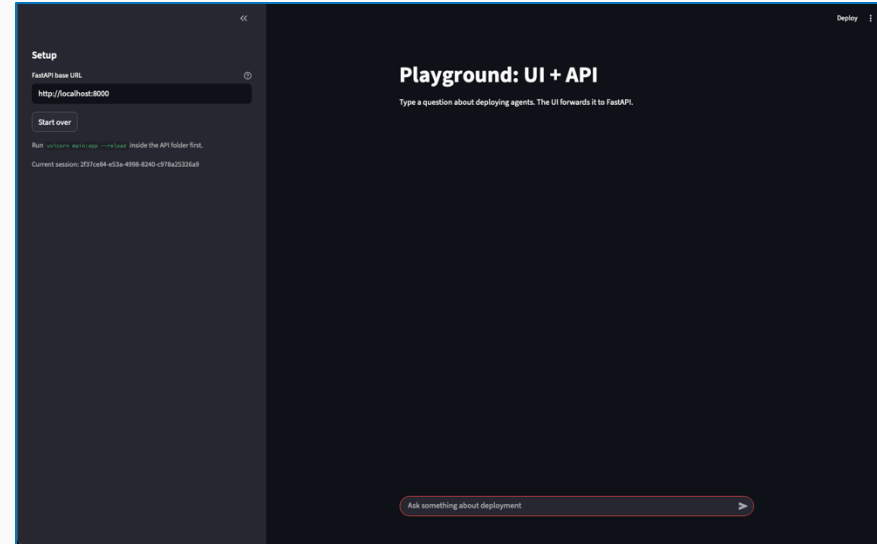 Deploy
Setup
FastAPI base URL
http://localhost:8000
Start over
Run uvicorn main:app --reload inside the API folder first.
Current session: 2f37ce84-e53a-4998-8240-c978a25326a9
Playground: UI + API
Type a question about deploying agents. The UI forwards it to FastAPI.
Ask something about deployment